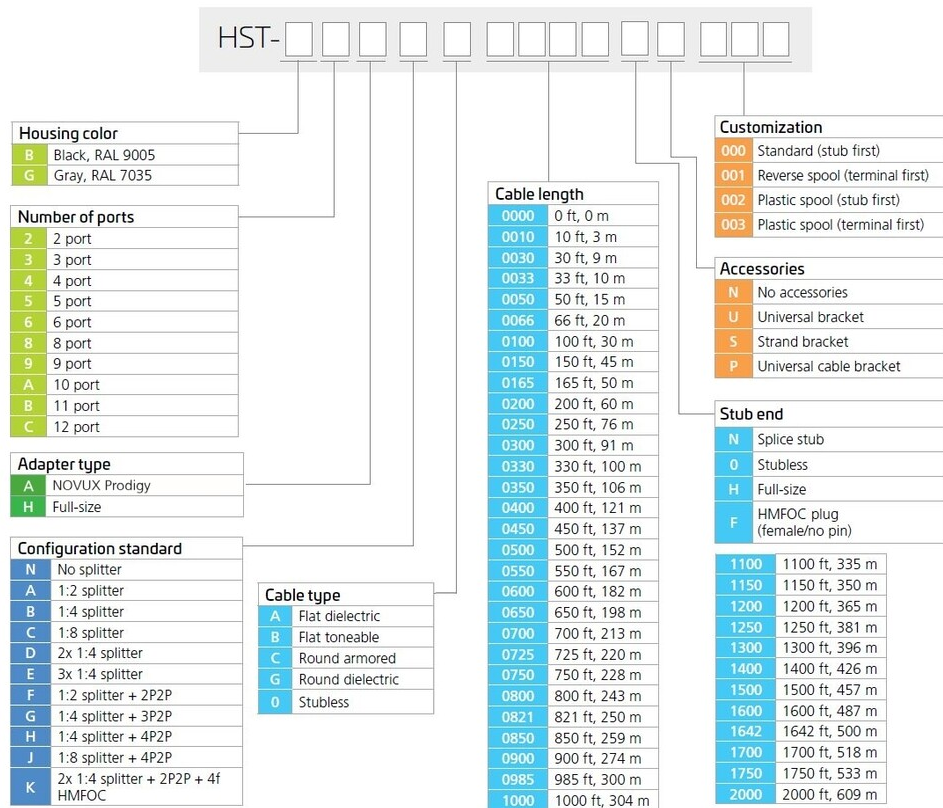 HST-
Housing color
B Black, RAL 9005
G Gray, RAL 7035
Number of ports
2 2 port
3 3 port
4 4 port
5 5 port
6 6 port
8 8 port
9 9 port
A 10 port
B 11 port
C 12 port
Adapter type
A NOVUX Prodigy
H Full-size
Configuration standard
N No splitter
A 1:2 splitter
B 1:4 splitter
C 1:8 splitter
D 2x 1:4 splitter
E 3x 1:4 splitter
F 1:2 splitter + 2P2P
G 1:4 splitter + 3P2P
H 1:4 splitter + 4P2P
J 1:8 splitter + 4P2P
K 2x 1:4 splitter + 2P2P + 4f
HMFOC
Cable type
A Flat dielectric
B Flat toneable
C Round armored
G Round dielectric
0 Stubless
Cable length
0000 0 ft, 0 m
0010 10 ft, 3 m
0030 30 ft, 9 m
0033 33 ft, 10 m
0050 50 ft, 15 m
0066 66 ft, 20 m
0100 100 ft, 30 m
0150 150 ft, 45 m
0165 165 ft, 50 m
0200 200 ft, 60 m
0250 250 ft, 76 m
0300 300 ft, 91 m
0330 330 ft, 100 m
0350 350 ft, 106 m
0400 400 ft, 121 m
0450 450 ft, 137 m
0500 500 ft, 152 m
0550 550 ft, 167 m
0600 600 ft, 182 m
0650 650 ft, 198 m
0700 700 ft, 213 m
0725 725 ft, 220 m
0750 750 ft, 228 m
0800 800 ft, 243 m
0821 821 ft, 250 m
0850 850 ft, 259 m
0900 900 ft, 274 m
0985 985 ft, 300 m
1000 1000 ft, 304 m
Customization
000 Standard (stub first)
001 Reverse spool (terminal first)
002 Plastic spool (stub first)
003 Plastic spool (terminal first)
Accessories
N No accessories
U Universal bracket
S Strand bracket
P Universal cable bracket
Stub end
N Splice stub
0 Stubless
H Full-size
F HMFOC plug
(female/no pin)
1100 1100 ft, 335 m
1150 1150 ft, 350 m
1200 1200 ft, 365 m
1250 1250 ft, 381 m
1300 1300 ft, 396 m
1400 1400 ft, 426 m
1500 1500 ft, 457 m
1600 1600 ft, 487 m
1642 1642 ft, 500 m
1700 1700 ft, 518 m
1750 1750 ft, 533 m
2000 2000 ft, 609 m